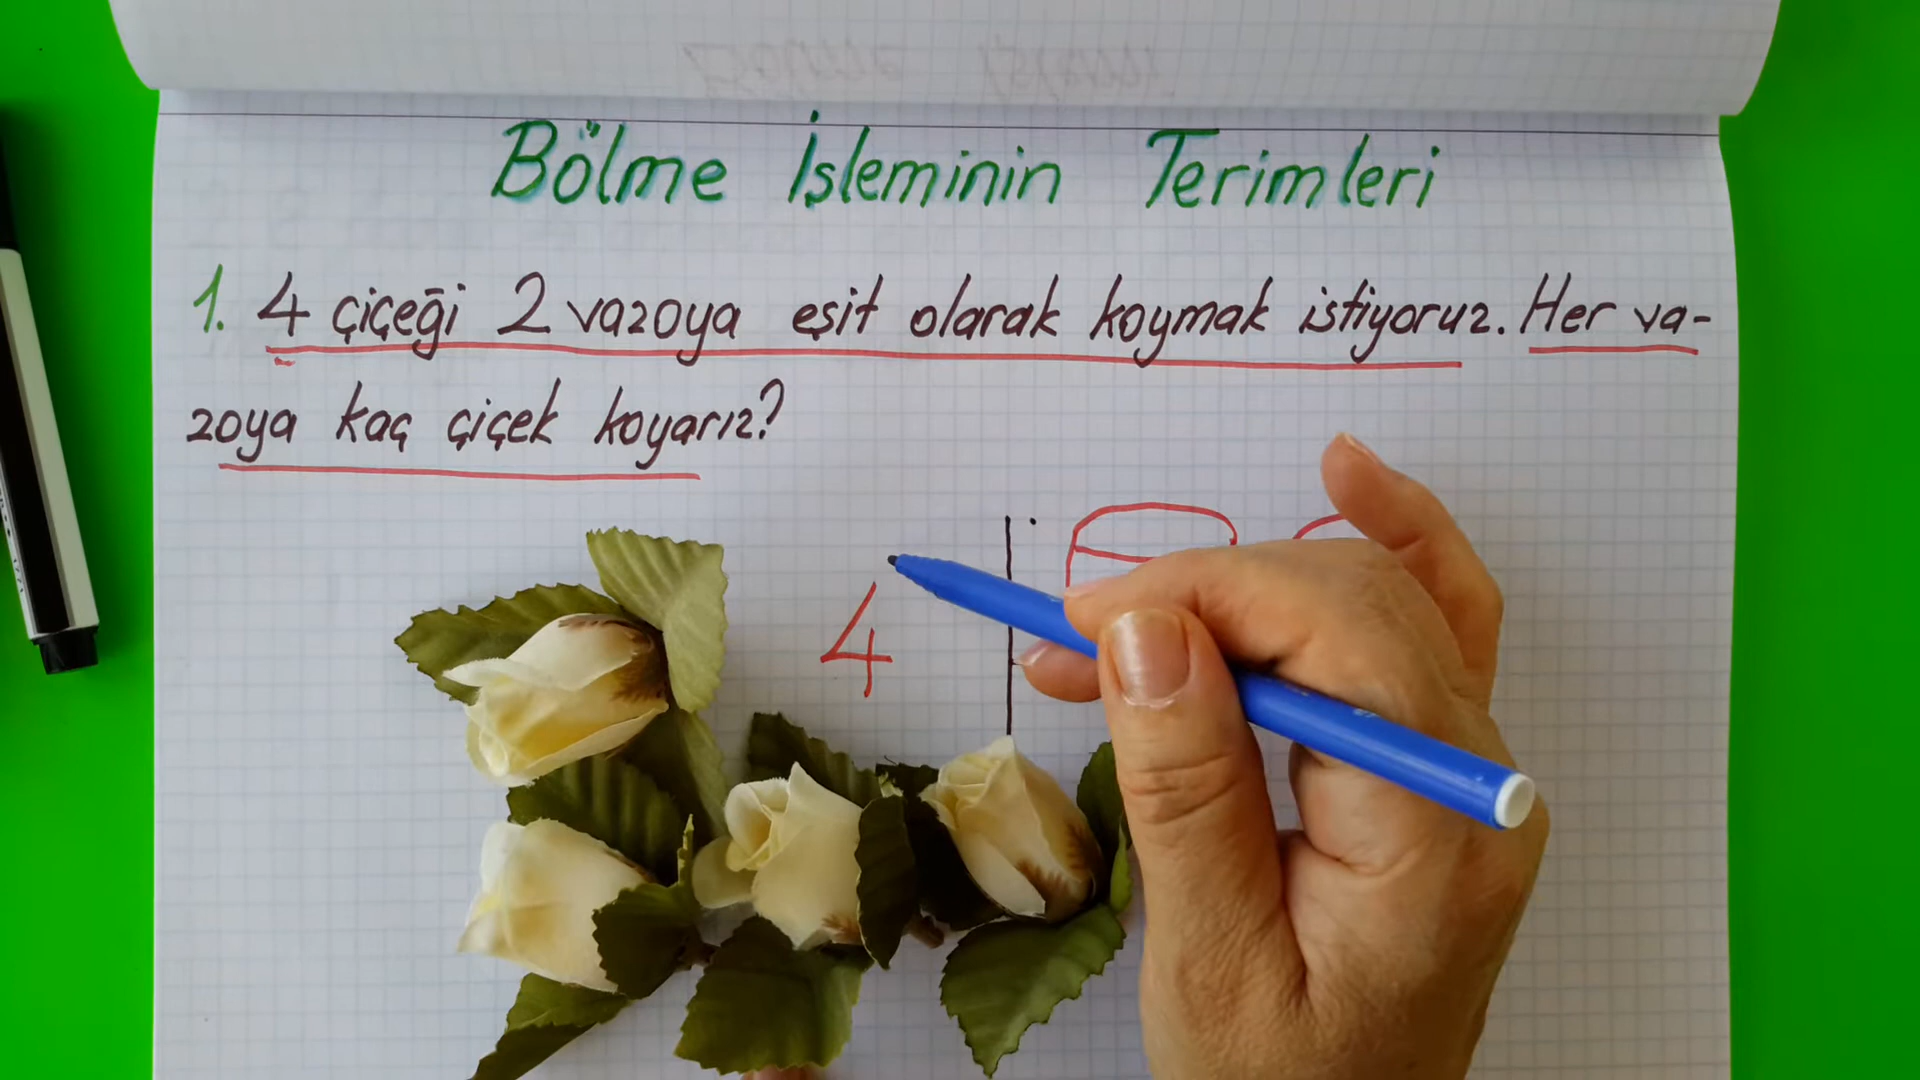 Bölme İşleminin Terimleri
1. 4 çiçeği 2 vazoya eşit olarak koymak istiyoruz. Her va-
zoya kaç çiçek koyarız?
4